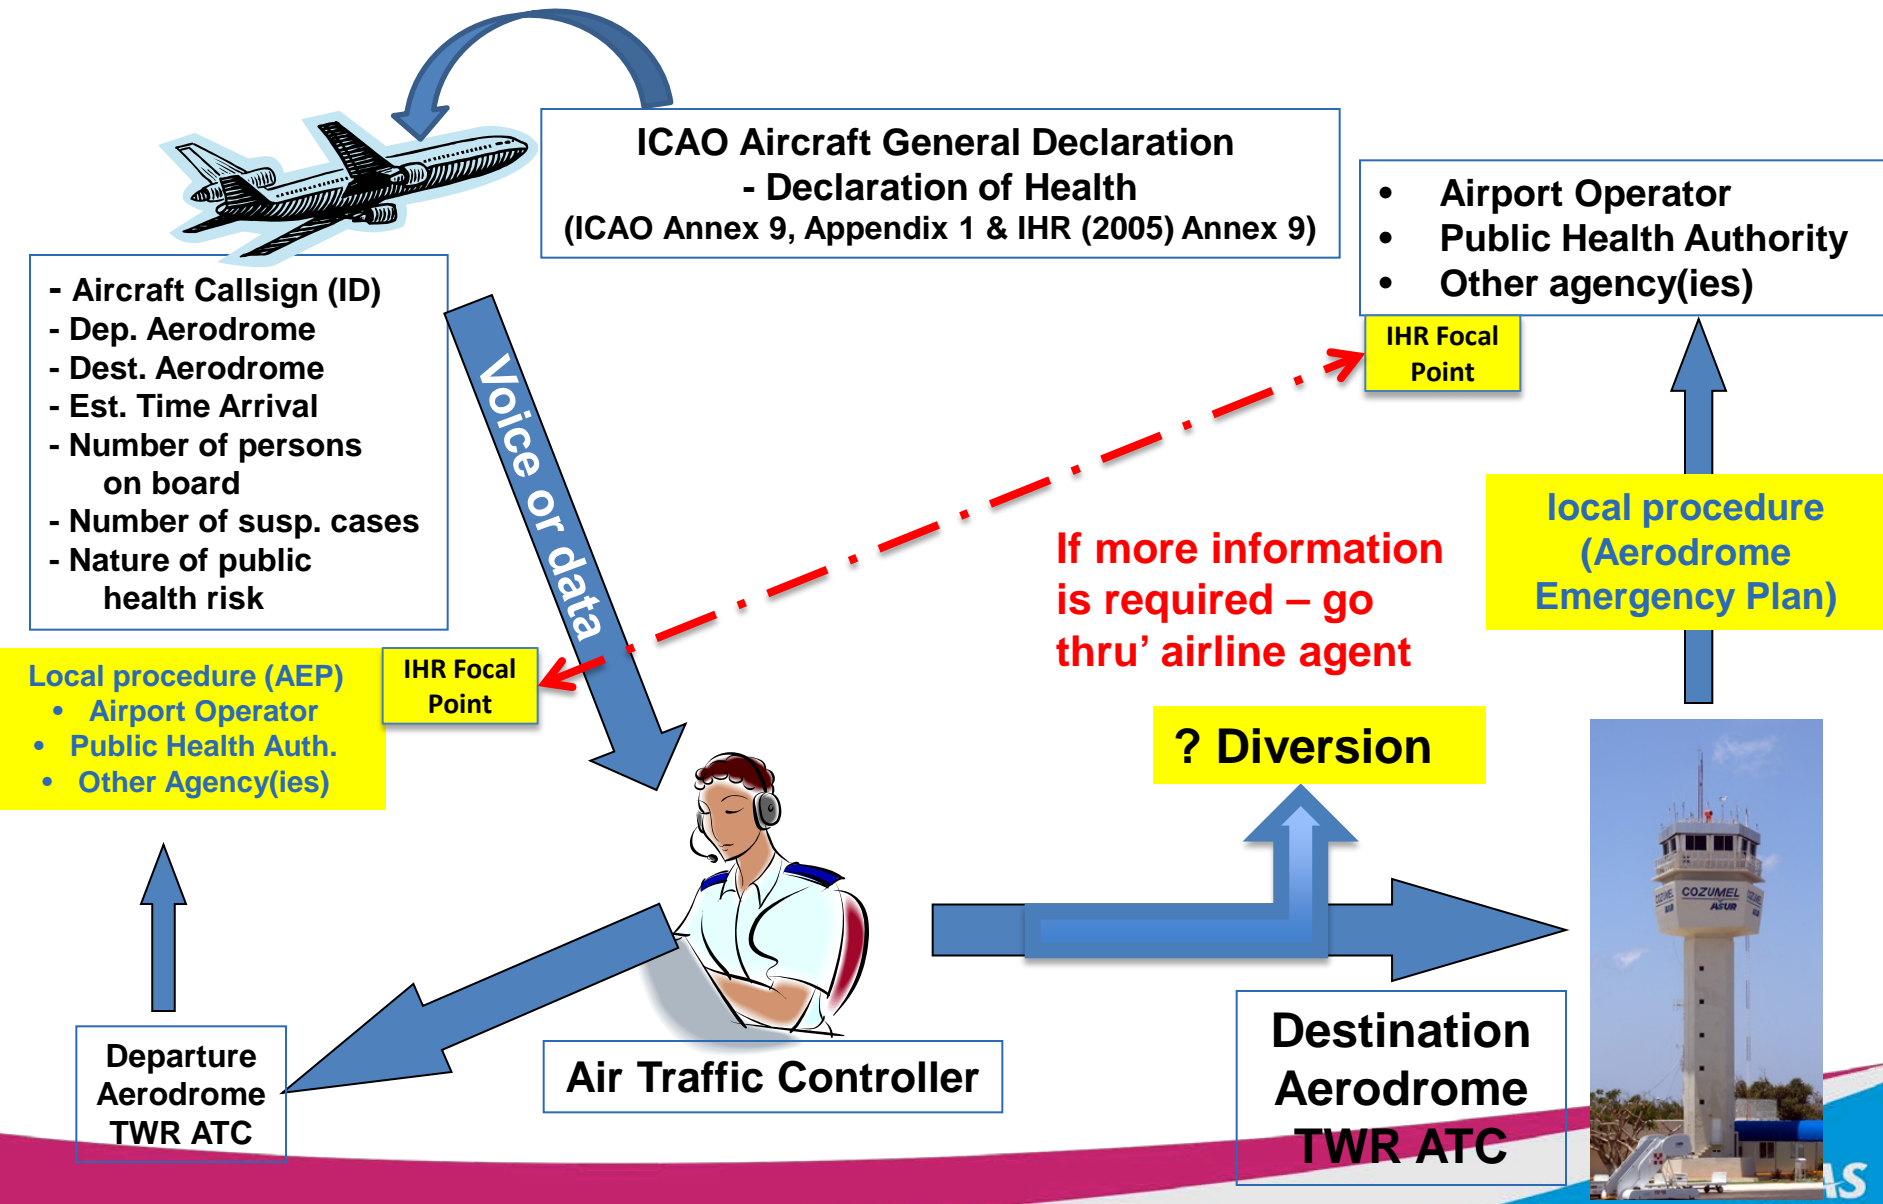 ICAO Aircraft General Declaration
- Declaration of Health
(ICAO Annex 9, Appendix 1 & IHR (2005) Annex 9)
• Airport Operator
• Public Health Authority
• Other agency(ies)
IHR Focal
Point
- Aircraft Callsign (ID)
- Dep. Aerodrome
- Dest. Aerodrome
- Est. Time Arrival
- Number of persons
on board
- Number of susp. cases
- Nature of public
health risk
Voice or data
local procedure
(Aerodrome
Emergency Plan)
If more information
is required – go
thru’ airline agent
Local procedure (AEP)
• Airport Operator
• Public Health Auth.
• Other Agency(ies)
IHR Focal
Point
? Diversion
COZUMEL
ASUR
Departure
Aerodrome
TWR ATC
Air Traffic Controller
Destination
Aerodrome
TWR ATC
AS